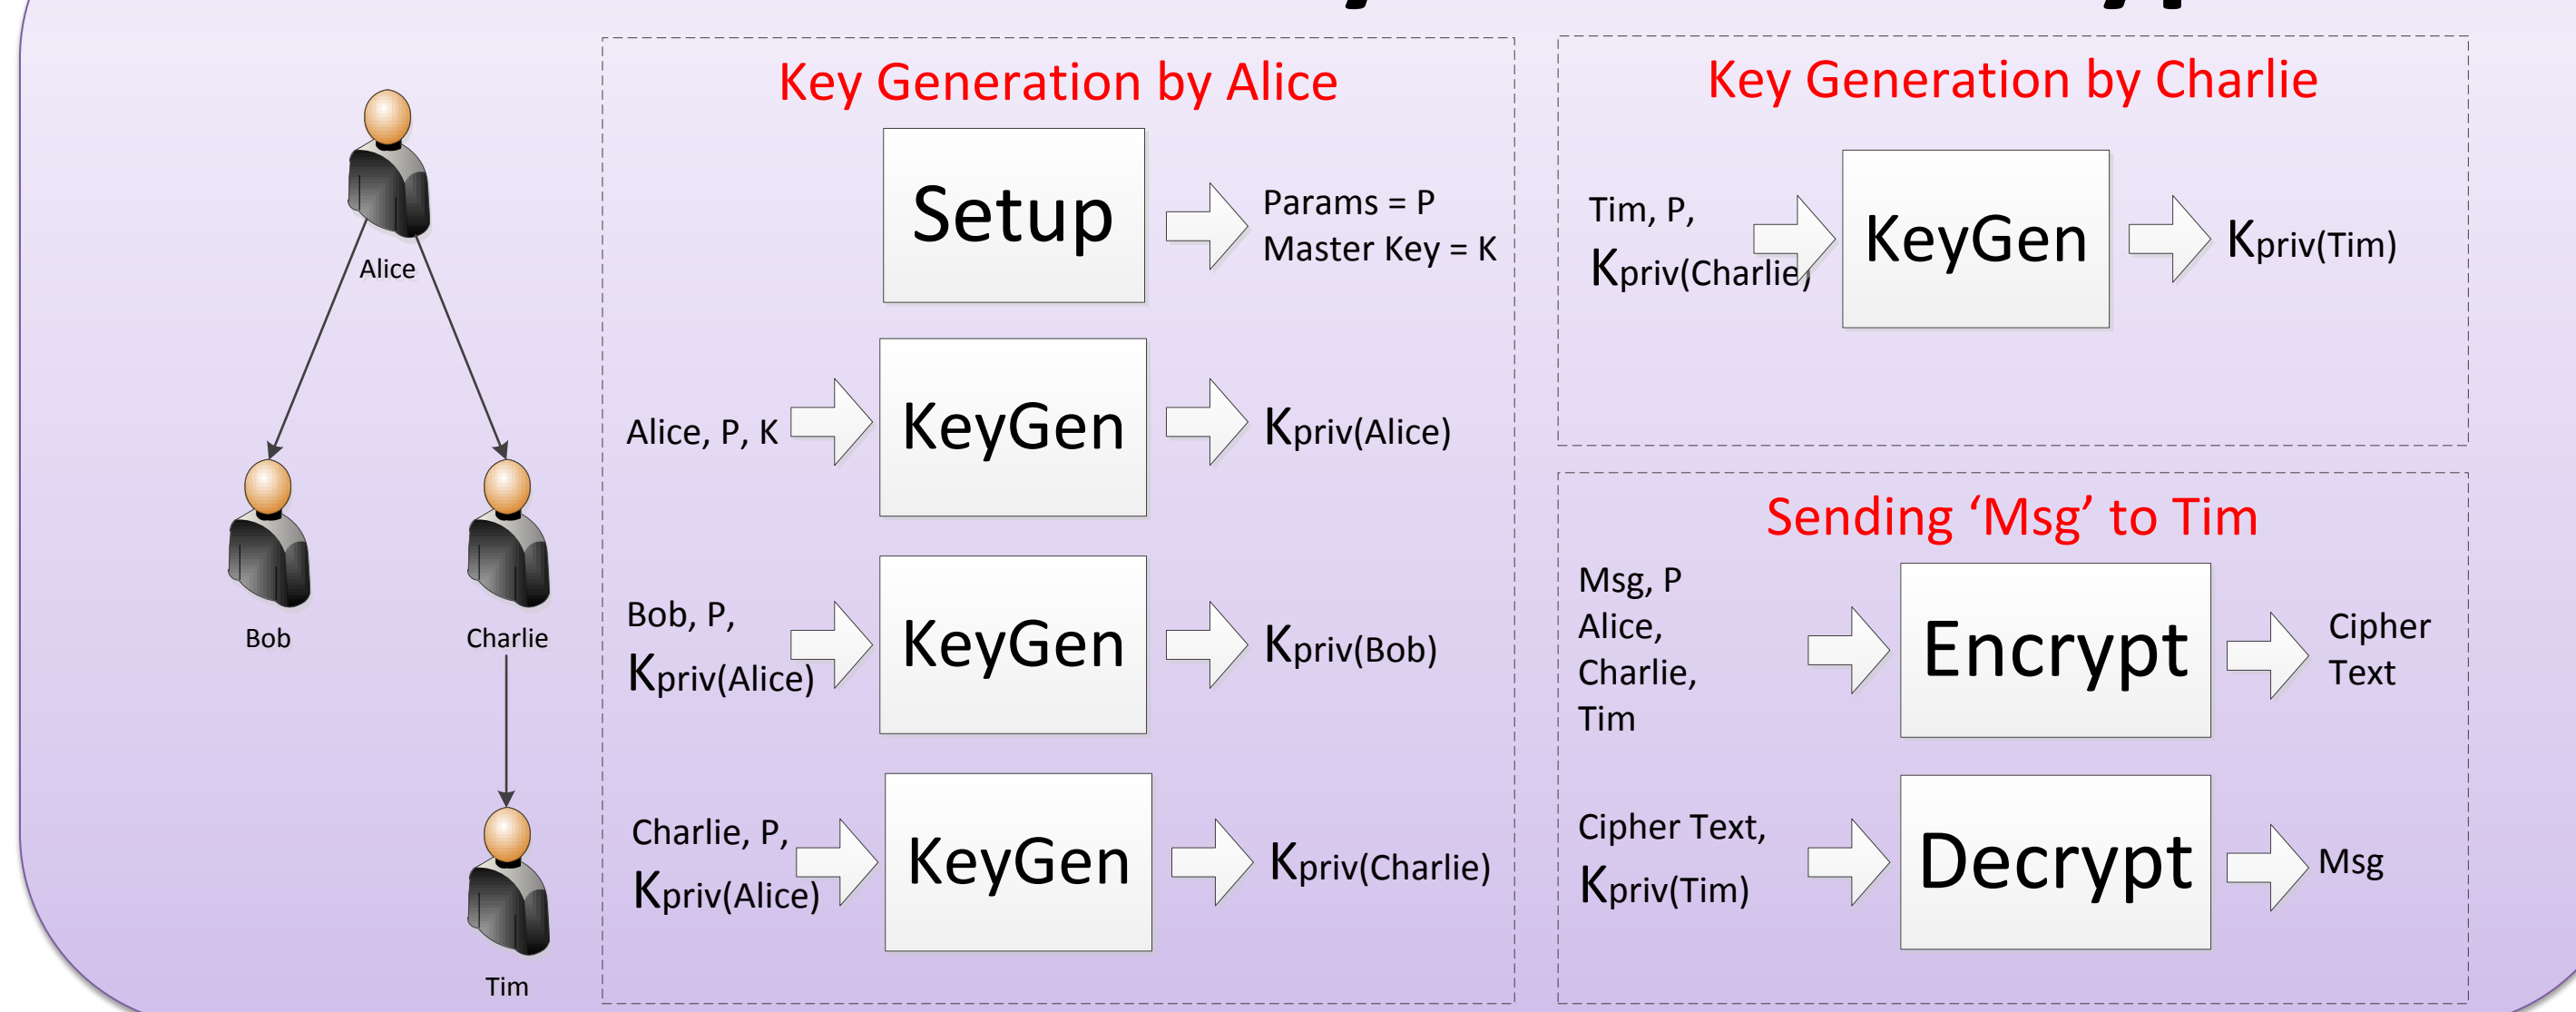 Alice
Bob
Charlie
Tim
Key Generation by Alice
Setup
Params = P
Master Key = K
Alice, P, K
KeyGen
Kpriv(Alice)
Bob, P,
Kpriv(Alice)
KeyGen
Kpriv(Bob)
Charlie, P,
Kpriv(Alice)
KeyGen
Kpriv(Charlie)
Key Generation by Charlie
Tim, P,
Kpriv(Charlie)
KeyGen
Kpriv(Tim)
Sending ‘Msg’ to Tim
Msg, P
Alice,
Charlie,
Tim
Encrypt
Cipher
Text
Cipher Text,
Kpriv(Tim)
Decrypt
Msg